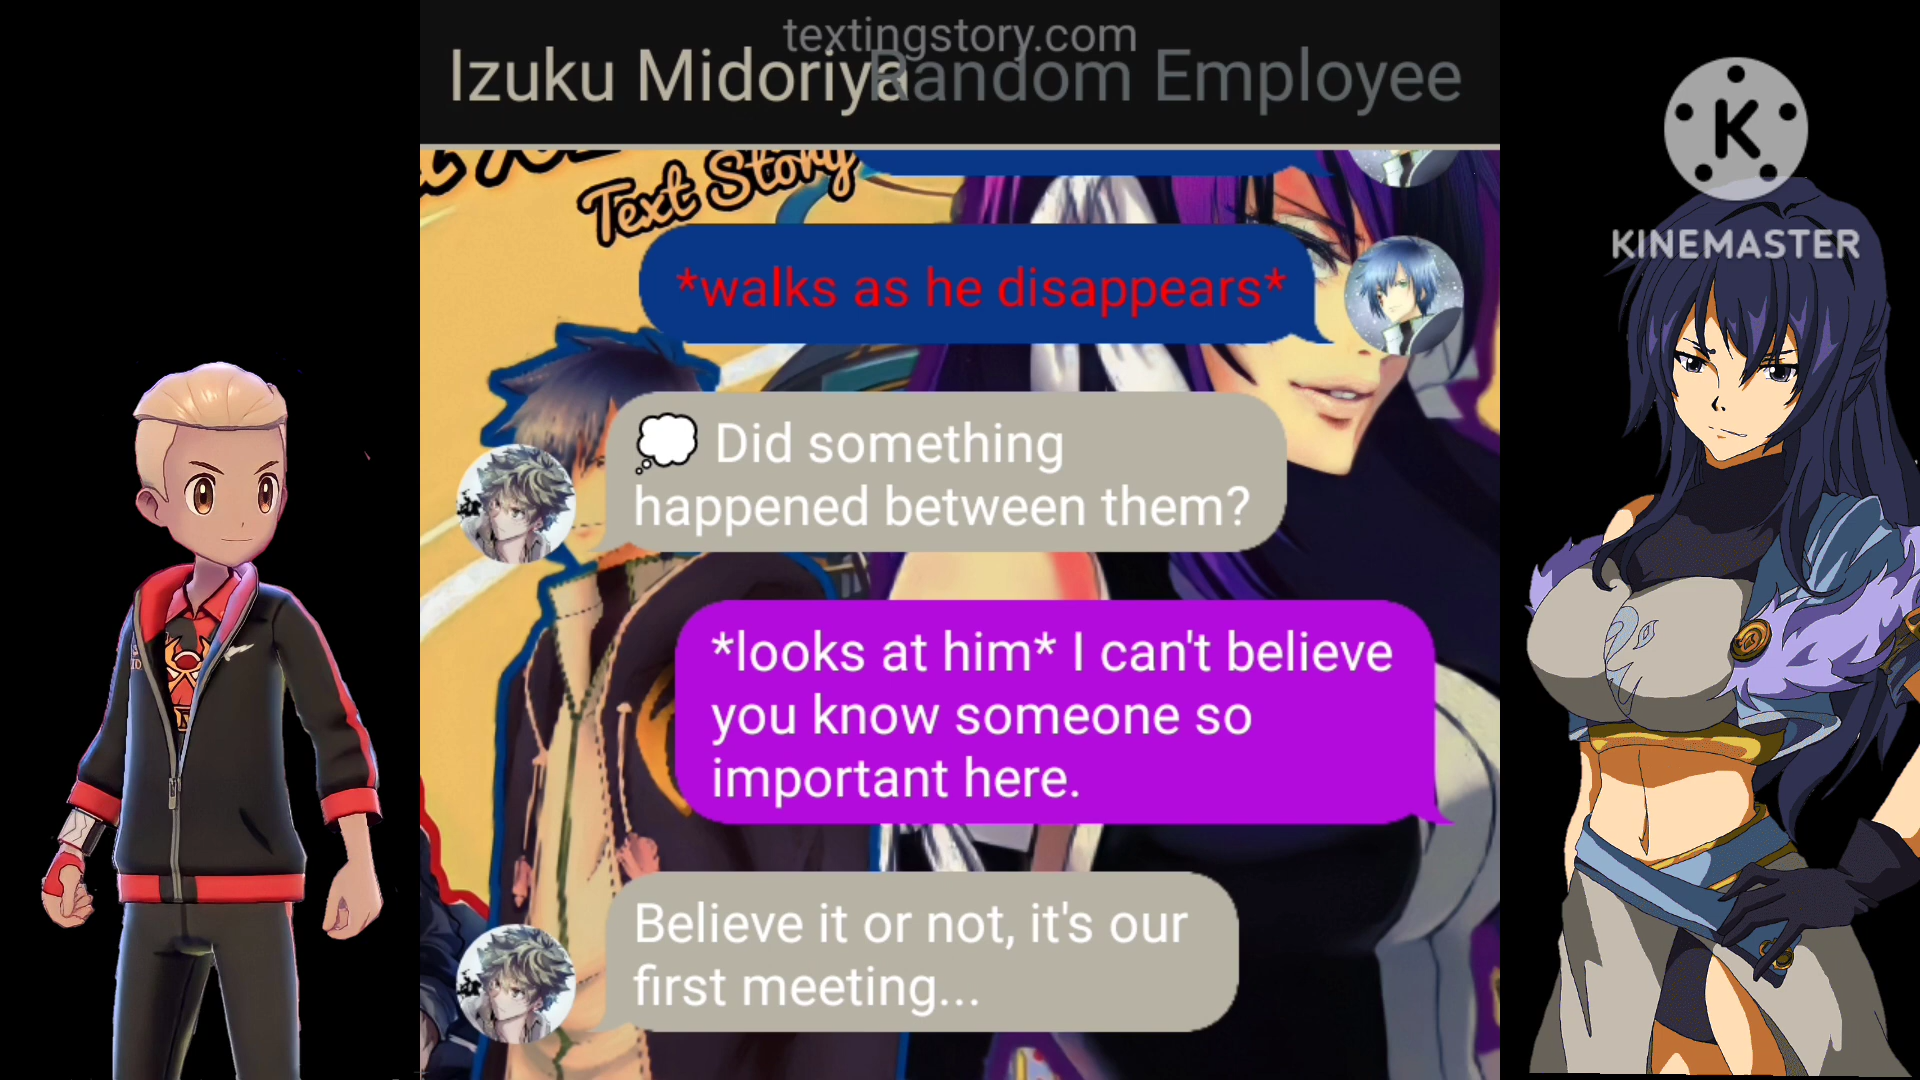 textingstory.com
Izuku Midoriya
Random Employee
Text Story
K
KINEMASTER
*walks as he disappears*
💭 Did something
happened between them?
*looks at him* I can't believe
you know someone so
important here.
Believe it or not, it's our
first meeting...